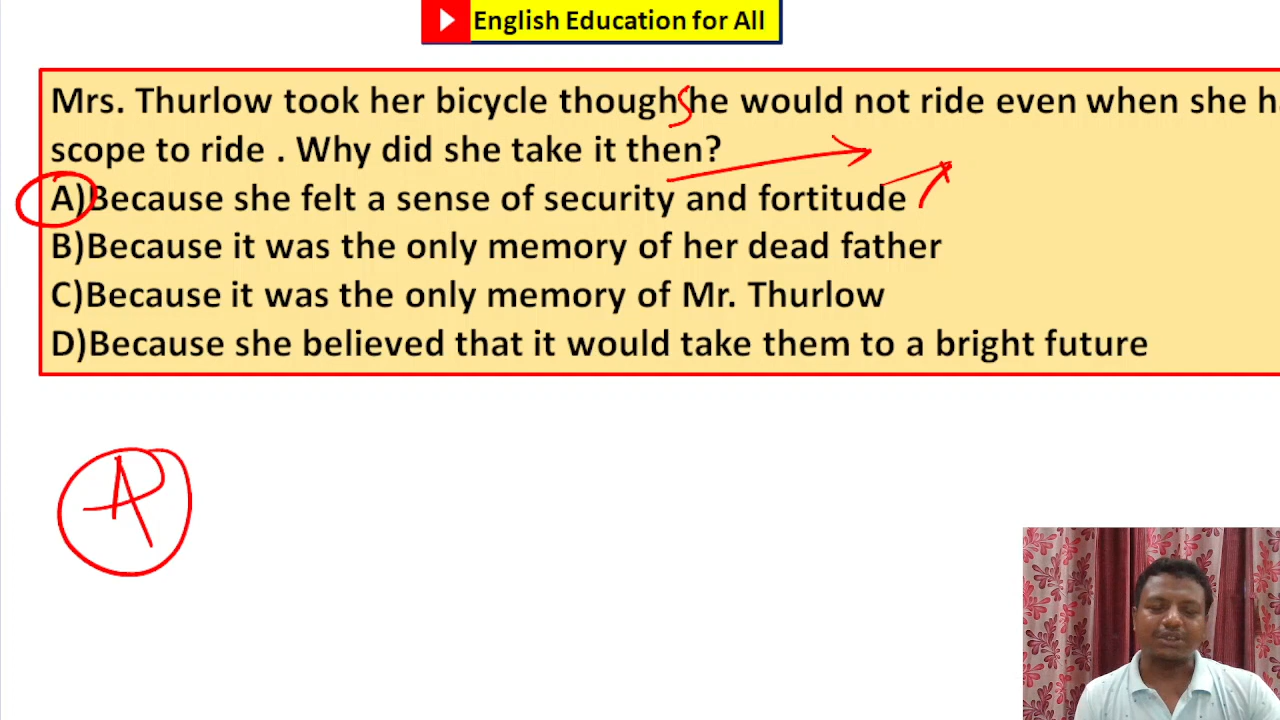 English Education for All
Mrs. Thurlow took her bicycle though she would not ride even when she
scope to ride . Why did she take it then?
A)Because she felt a sense of security and fortitude
B)Because it was the only memory of her dead father
C)Because it was the only memory of Mr. Thurlow
D)Because she believed that it would take them to a bright future
A